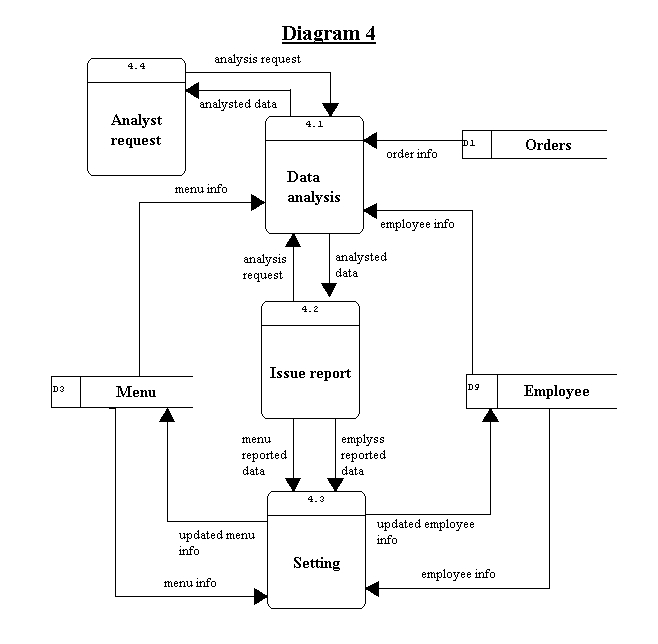 Diagram 4
4.4
Analyst
request
analysis request
analysted data
4.1
Data
analysis
D1
Orders
order info
menu info
employee info
analysis
request
analysted
data
4.2
Issue report
D3
Menu
D9
Employee
menu
reported
data
emplyss
reported
data
4.3
Setting
updated menu
info
updated employee
info
menu info
employee info